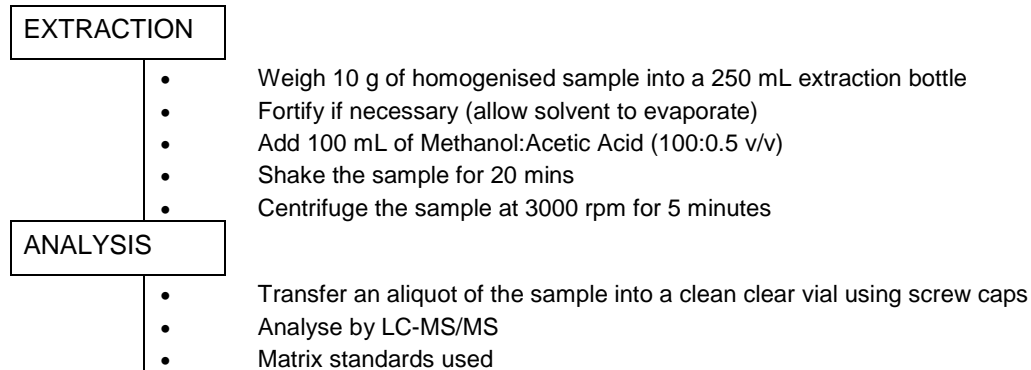 EXTRACTION
• Weigh 10 g of homogenised sample into a 250 mL extraction bottle
• Fortify if necessary (allow solvent to evaporate)
• Add 100 mL of Methanol:Acetic Acid (100:0.5 v/v)
• Shake the sample for 20 mins
• Centrifuge the sample at 3000 rpm for 5 minutes
ANALYSIS
• Transfer an aliquot of the sample into a clean clear vial using screw caps
• Analyse by LC-MS/MS
• Matrix standards used